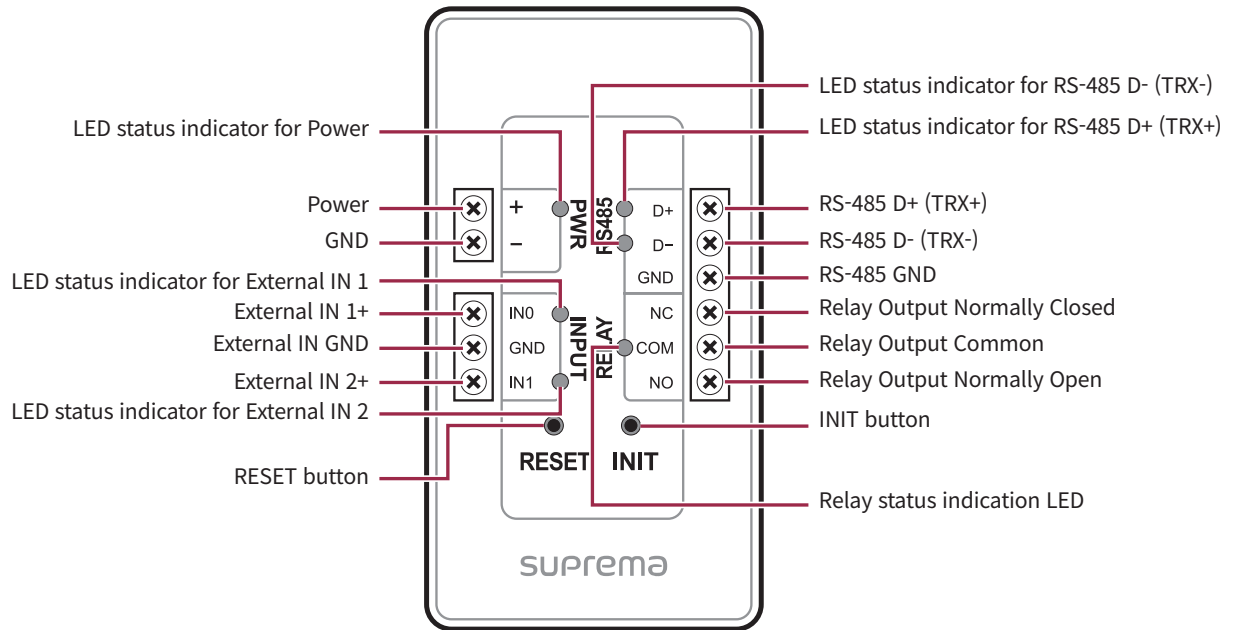 LED status indicator for RS-485 D- (TRX-)
LED status indicator for Power
LED status indicator for RS-485 D+ (TRX+)
Power
GND
LED status indicator for External IN 1
External IN 1+
External IN GND
External IN 2+
LED status indicator for External IN 2
RESET button
+
−
PWR
RS485
D+
D−
GND
IN0
GND
IN1
INPUT
RELAY
NC
COM
NO
RESET
INIT
suprema
RS-485 D+ (TRX+)
RS-485 D- (TRX-)
RS-485 GND
Relay Output Normally Closed
Relay Output Common
Relay Output Normally Open
INIT button
Relay status indication LED